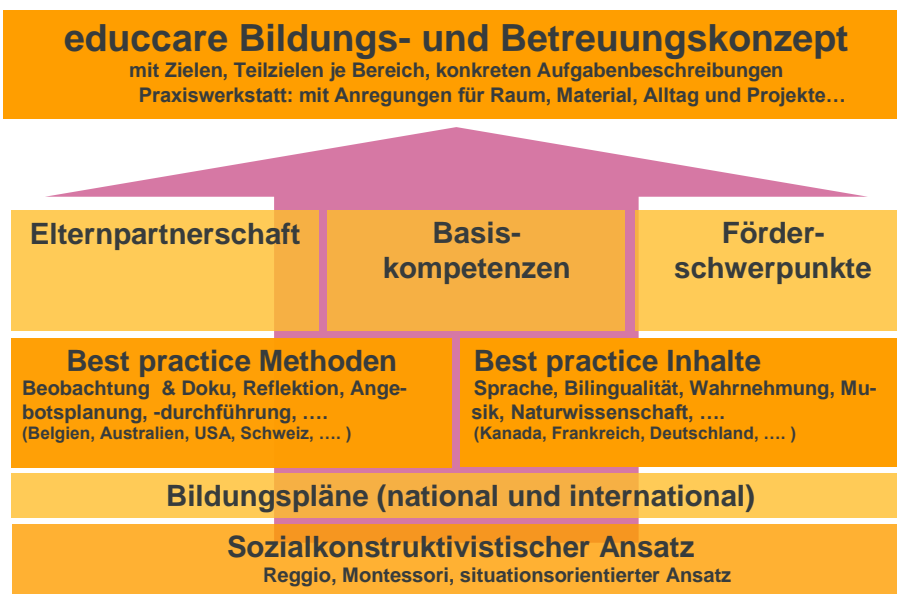 educcare Bildungs- und Betreuungskonzept
mit Zielen, Teilzielen je Bereich, konkreten Aufgabenbeschreibungen
Praxiswerkstatt: mit Anregungen für Raum, Material, Alltag und Projekte…
Elternpartnerschaft
Basis-
kompetenzen
Förder-
schwerpunkte
Best practice Methoden
Beobachtung & Doku, Reflektion, Ange-
botsplanung, -durchführung, ….
(Belgien, Australien, USA, Schweiz, …. )
Best practice Inhalte
Sprache, Bilingualität, Wahrnehmung, Mu-
sik, Naturwissenschaft, ….
(Kanada, Frankreich, Deutschland, …. )
Bildungspläne (national und international)
Sozialkonstruktivistischer Ansatz
Reggio, Montessori, situationsorientierter Ansatz